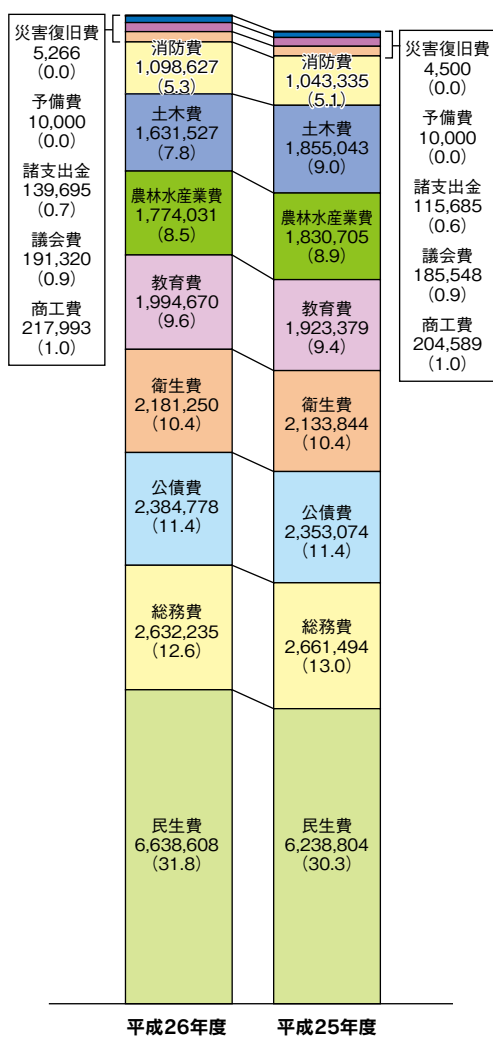 災害復旧費
5,266
(0.0)
予備費
10,000
(0.0)
諸支出金
139,695
(0.7)
議会費
191,320
(0.9)
商工費
217,993
(1.0)
消防費
1,098,627
(5.3)
土木費
1,631,527
(7.8)
農林水産業費
1,774,031
(8.5)
教育費
1,994,670
(9.6)
衛生費
2,181,250
(10.4)
公債費
2,384,778
(11.4)
総務費
2,632,235
(12.6)
民生費
6,638,608
(31.8)
平成26年度
消防費
1,043,335
(5.1)
土木費
1,855,043
(9.0)
農林水産業費
1,830,705
(8.9)
教育費
1,923,379
(9.4)
衛生費
2,133,844
(10.4)
公債費
2,353,074
(11.4)
総務費
2,661,494
(13.0)
民生費
6,238,804
(30.3)
平成25年度
災害復旧費
4,500
(0.0)
予備費
10,000
(0.0)
諸支出金
115,685
(0.6)
議会費
185,548
(0.9)
商工費
204,589
(1.0)